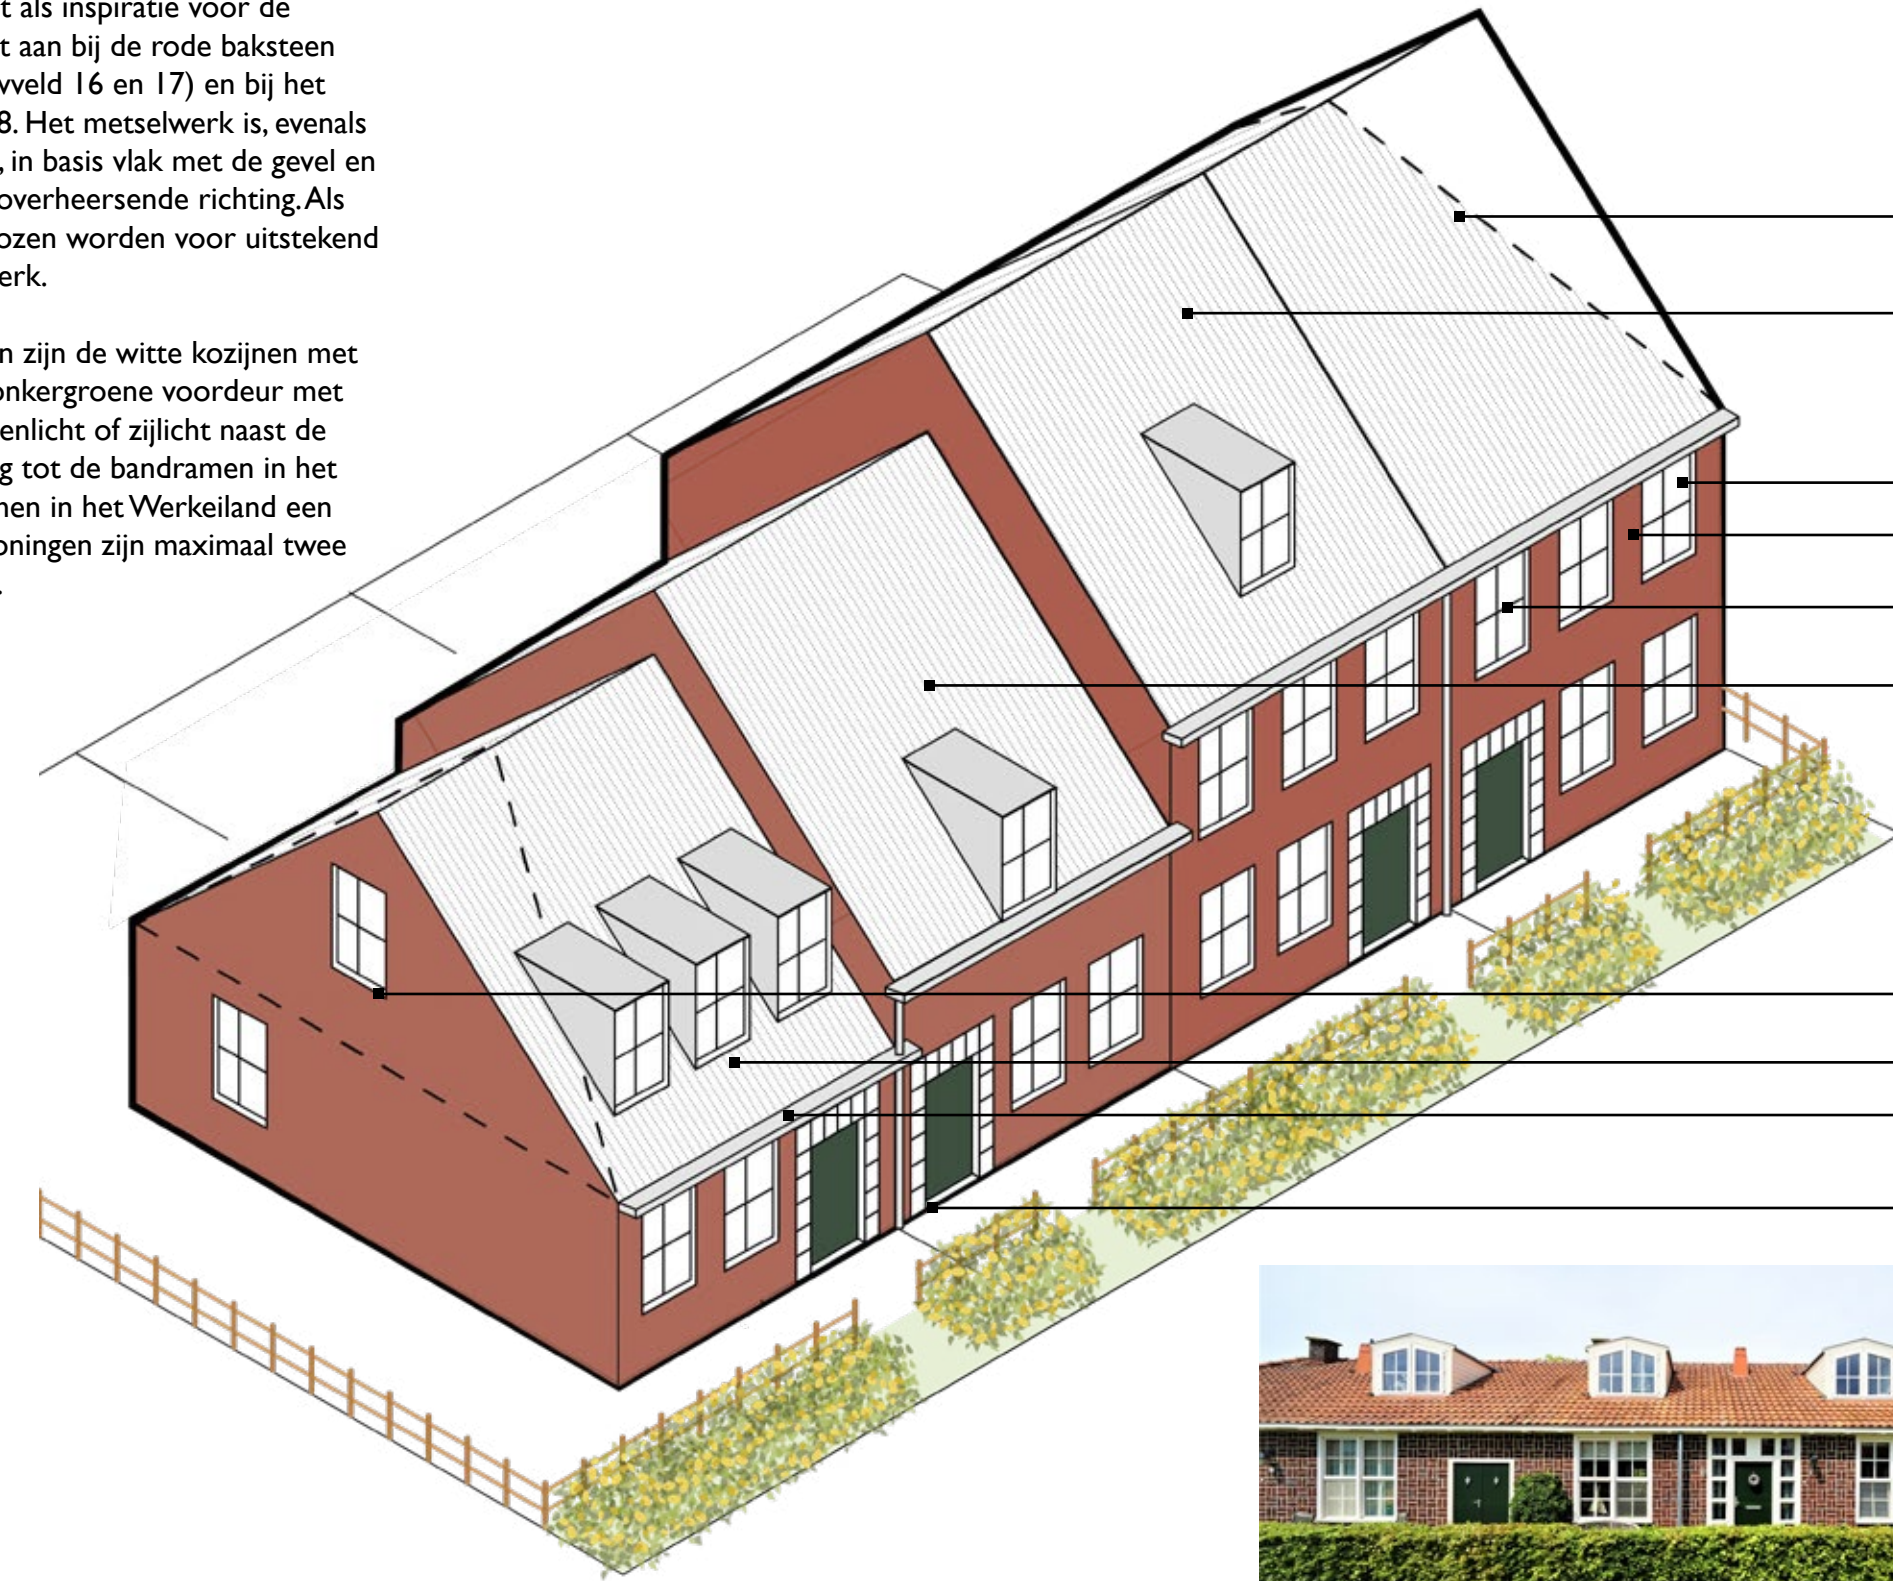 t als inspiratie voor de
t aan bij de rode baksteen
vveld 16 en 17) en bij het
8. Het metselwerk is, evenals
, in basis vlak met de gevel en
overheersende richting. Als
ozen worden voor uitstekend
erk.
n zijn de witte kozijnen met
onkergroene voordeur met
enlicht of zijlicht naast de
g tot de bandramen in het
nen in het Werkeiland een
oningen zijn maximaal twee
.